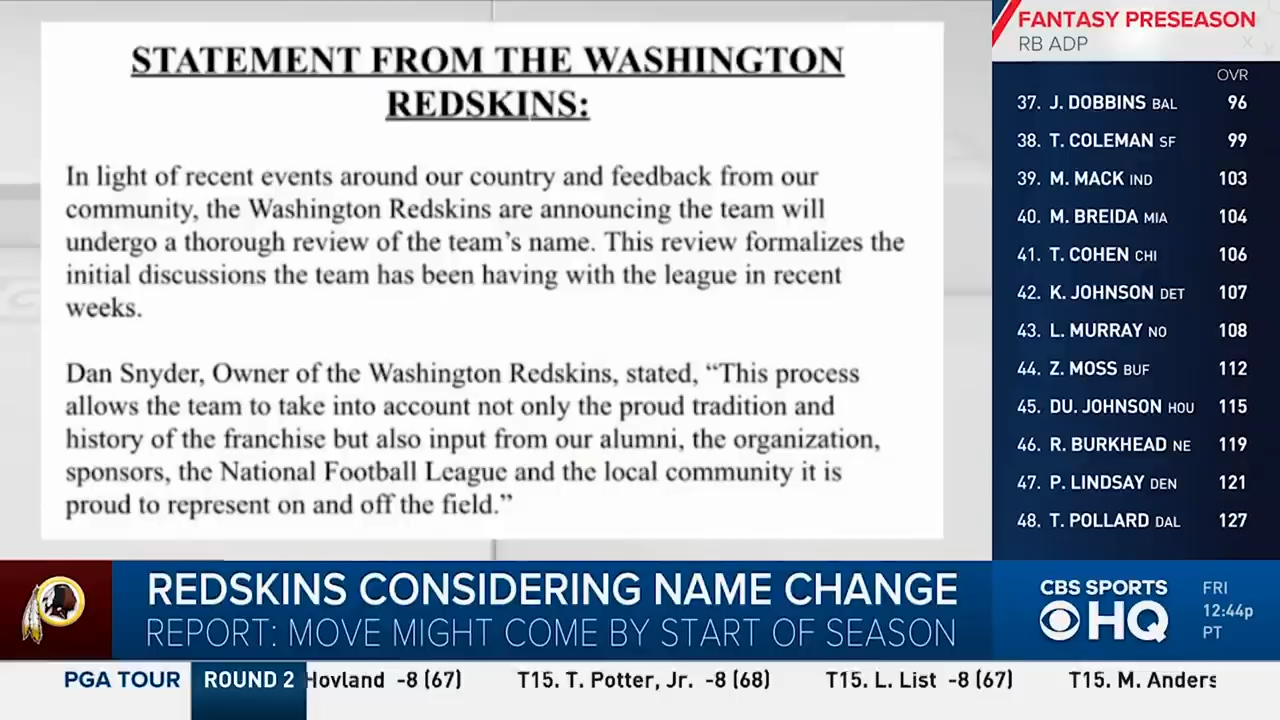 STATEMENT FROM THE WASHINGTON
REDSKINS:
In light of recent events around our country and feedback from our
community, the Washington Redskins are announcing the team will
undergo a thorough review of the team's name. This review formalizes the
initial discussions the team has been having with the league in recent
weeks.
Dan Snyder, Owner of the Washington Redskins, stated, “This process
allows the team to take into account not only the proud tradition and
history of the franchise but also input from our alumni, the organization,
sponsors, the National Football League and the local community it is
proud to represent on and off the field.”
FANTASY PRESEASON
RB ADP
OVR
37. J. DOBBINS BAL 96
38. T. COLEMAN SF 99
39. M. MACK IND 103
40. M. BREIDA MIA 104
41. T. COHEN CHI 106
42. K. JOHNSON DET 107
43. L. MURRAY NO 108
44. Z. MOSS BUF 112
45. DU. JOHNSON HOU 115
46. R. BURKHEAD NE 119
47. P. LINDSAY DEN 121
48. T. POLLARD DAL 127
REDSKINS CONSIDERING NAME CHANGE
REPORT: MOVE MIGHT COME BY START OF SEASON
CBS SPORTS
HQ
FRI
12:44p
PT
PGA TOUR ROUND 2 Hovland -8 (67) T15. T. Potter, Jr. -8 (68) T15. L. List -8 (67) T15. M. Anders